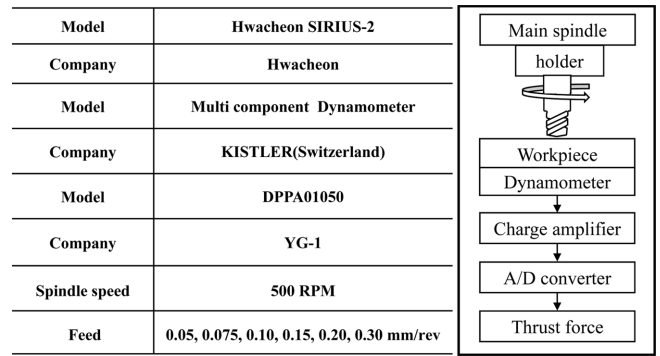 Model Hwacheon SIRIUS-2
Company Hwacheon
Model Multi component Dynamometer
Company KISTLER(Switzerland)
Model DPPA01050
Company YG-1
Spindle speed 500 RPM
Feed 0.05, 0.075, 0.10, 0.15, 0.20, 0.30 mm/rev
Main spindle
holder
Workpiece
Dynamometer
Charge amplifier
A/D converter
Thrust force